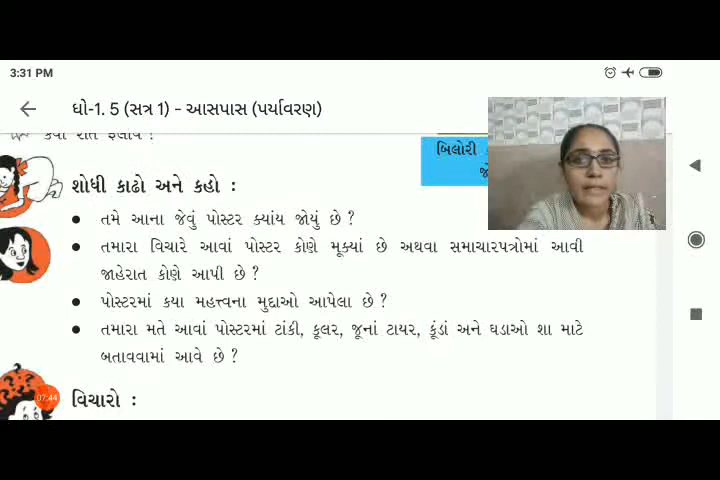 3:31 PM
ધો-1. 5 (સત્ર 1) - આસપાસ (પર્યાવરણ)
બિલોરી
શોધી કાઢો અને કહો :
તમે આના જેવું પોસ્ટર ક્યાંય જોયું છે ?
તમારા વિચારે આવાં પોસ્ટર કોણે મૂક્યાં છે અથવા સમાચારપત્રોમાં આવી
જાહેરાત કોણે આપી છે ?
પોસ્ટરમાં કયા મહત્ત્વના મુદ્દાઓ આપેલા છે ?
તમારા મતે આવાં પોસ્ટરમાં ટાંકી, કૂલર, જૂનાં ટાયર, કૂંડાં અને ઘડાઓ શા માટે
બતાવવામાં આવે છે ?
07:44
વિચારો :